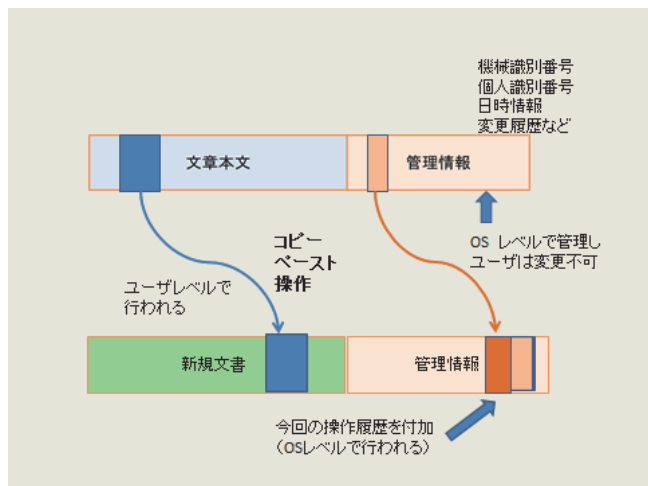 機械識別番号
個人識別番号
日時情報
変更履歴など
文章本文
管理情報
コピー
ペースト
操作
OS レベルで管理し
ユーザは変更不可
ユーザレベルで
行われる
新規文書
管理情報
今回の操作履歴を付加
（OSレベルで行われる）